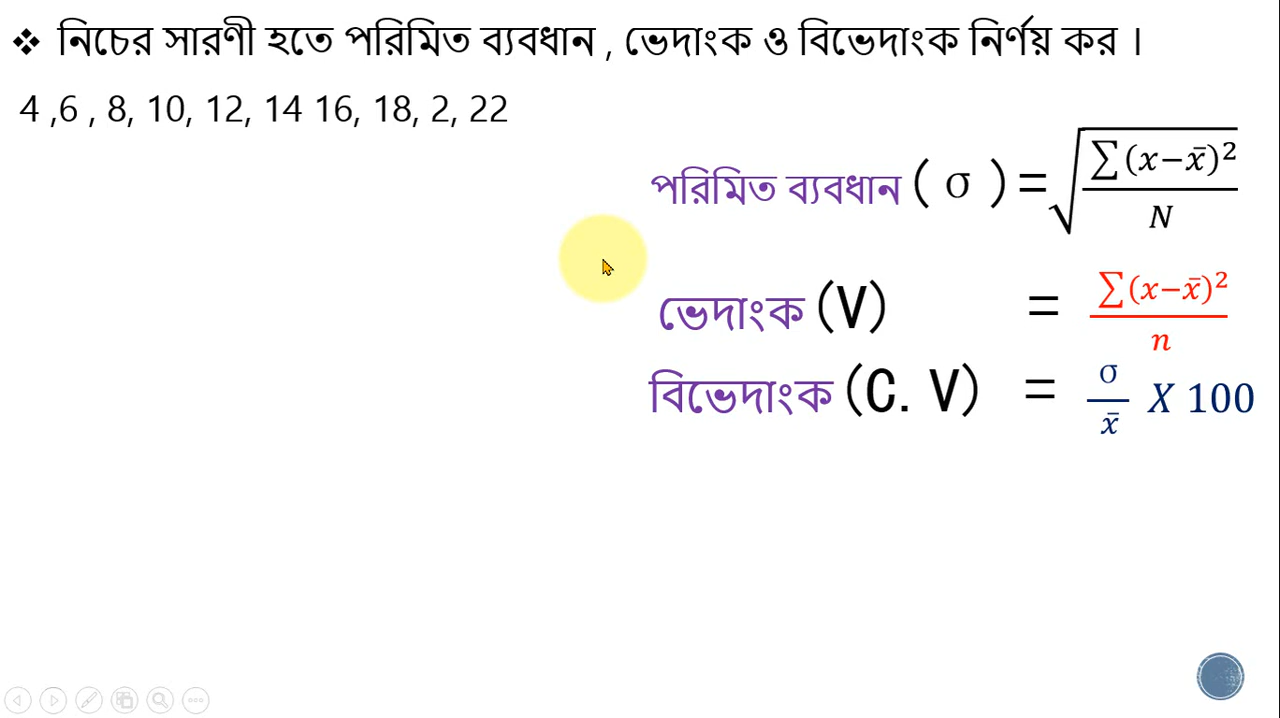 ❖ নিচের সারণী হতে পরিমিত ব্যবধান , ভেদাংক ও বিভেদাংক নির্ণয় কর ।
4 ,6 , 8, 10, 12, 14 16, 18, 2, 22
পরিমিত ব্যবধান ( σ ) = √(∑(x−x̄)²/N)
ভেদাংক (V) = ∑(x−x̄)²/n
বিভেদাংক (C.V) = σ/x̄ X 100